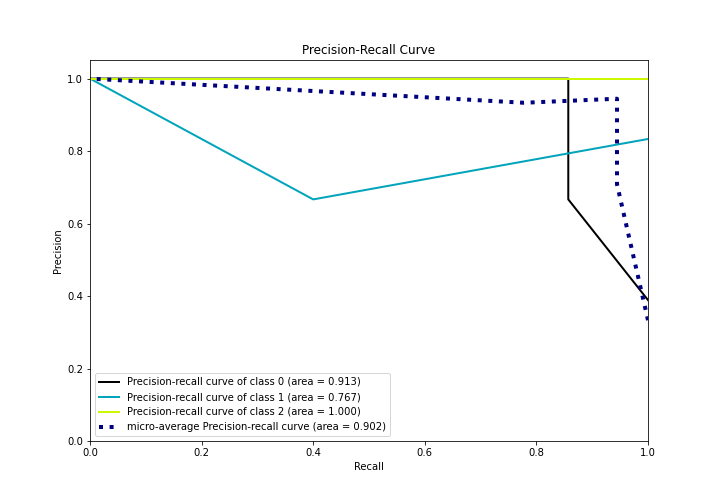 Precision-Recall Curve
1.0
0.8
0.6
0.4
0.2
0.0
Precision
Precision-recall curve of class 0 (area = 0.913)
Precision-recall curve of class 1 (area = 0.767)
Precision-recall curve of class 2 (area = 1.000)
micro-average Precision-recall curve (area = 0.902)
0.0 0.2 0.4 0.6 0.8 1.0
Recall